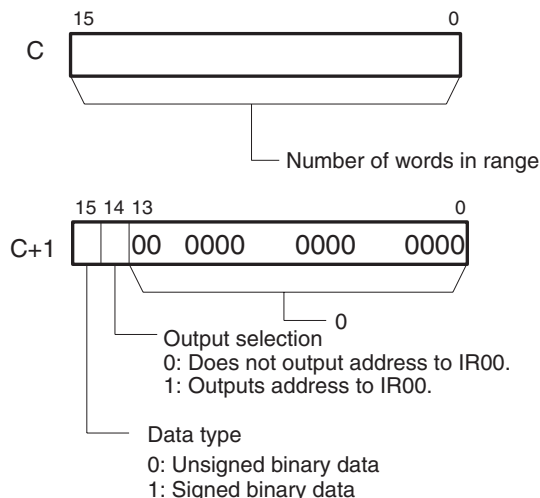 15 0
C
Number of words in range
15 14 13 0
C+1 00 0000 0000 0000
0
Output selection
0: Does not output address to IR00.
1: Outputs address to IR00.
Data type
0: Unsigned binary data
1: Signed binary data